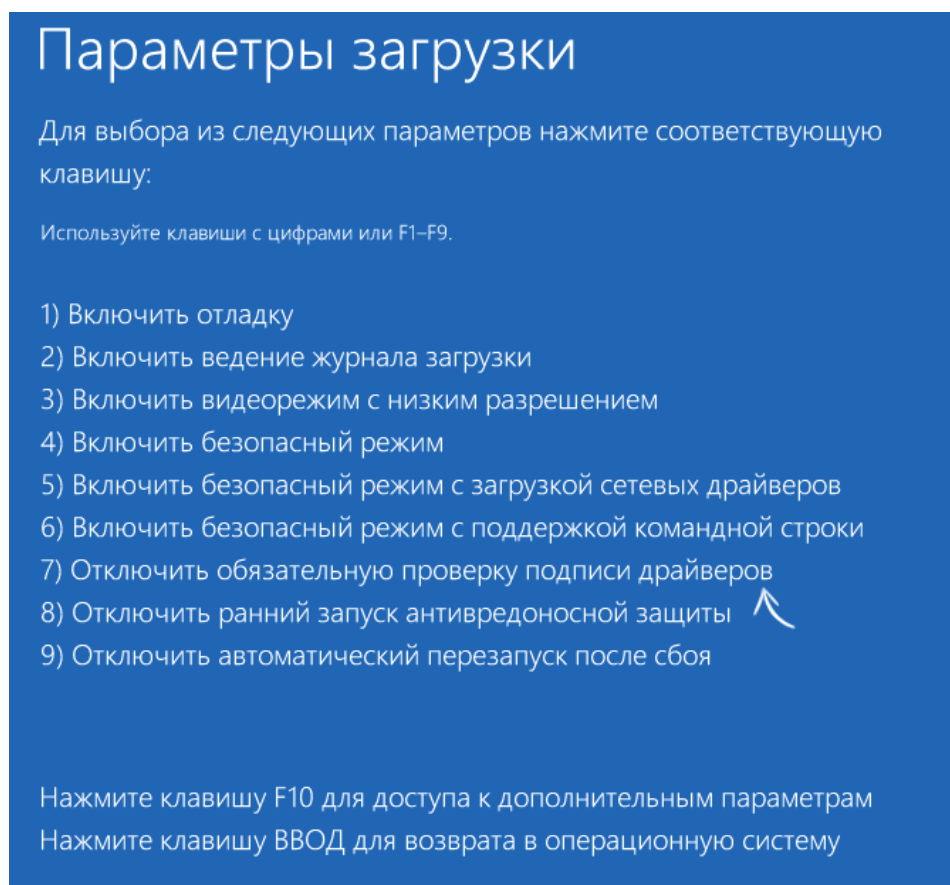 Параметры загрузки
Для выбора из следующих параметров нажмите соответствующую
клавишу:
Используйте клавиши с цифрами или F1–F9.
1) Включить отладку
2) Включить ведение журнала загрузки
3) Включить видеорежим с низким разрешением
4) Включить безопасный режим
5) Включить безопасный режим с загрузкой сетевых драйверов
6) Включить безопасный режим с поддержкой командной строки
7) Отключить обязательную проверку подписи драйверов
8) Отключить ранний запуск антивредоносной защиты
9) Отключить автоматический перезапуск после сбоя
Нажмите клавишу F10 для доступа к дополнительным параметрам
Нажмите клавишу ВВОД для возврата в операционную систему